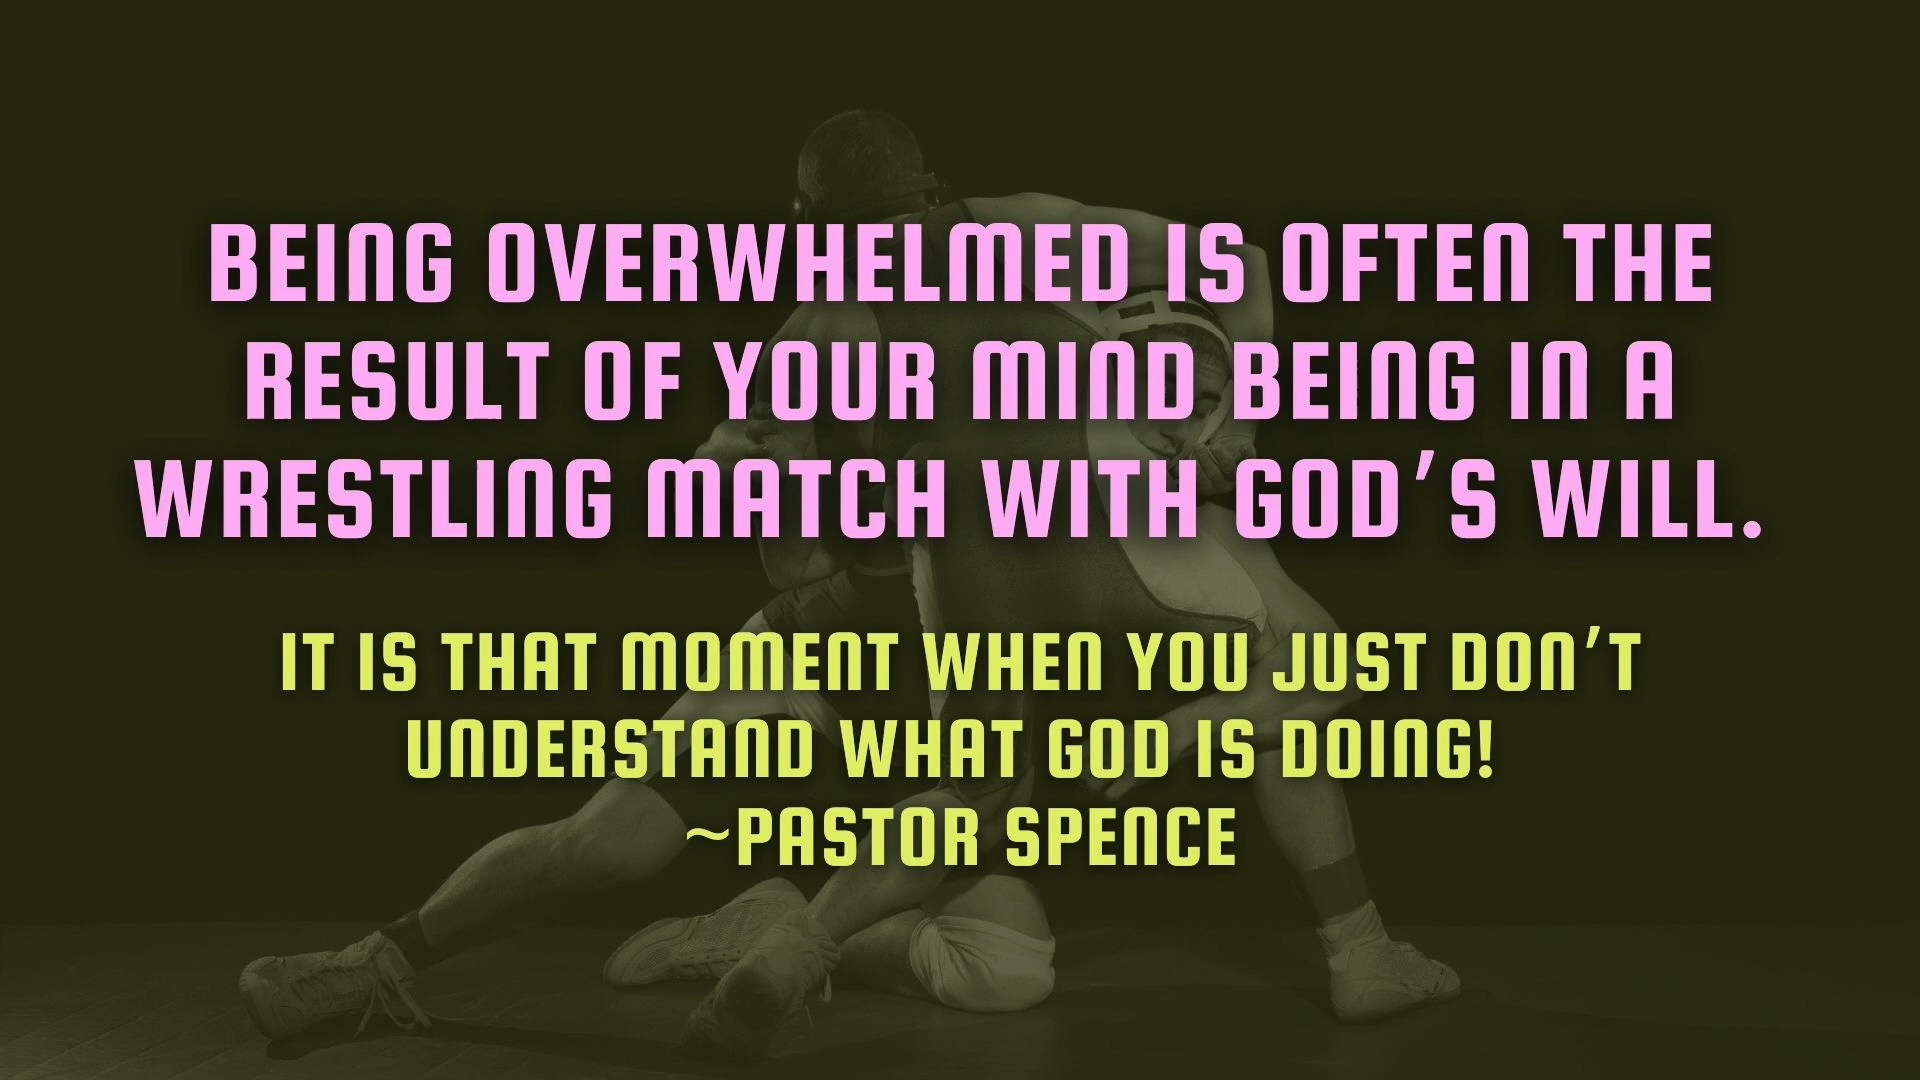 BEING OVERWHELMED IS OFTEN THE
RESULT OF YOUR MIND BEING IN A
WRESTLING MATCH WITH GOD'S WILL.
IT IS THAT MOMENT WHEN YOU JUST DON'T
UNDERSTAND WHAT GOD IS DOING!
~PASTOR SPENCE